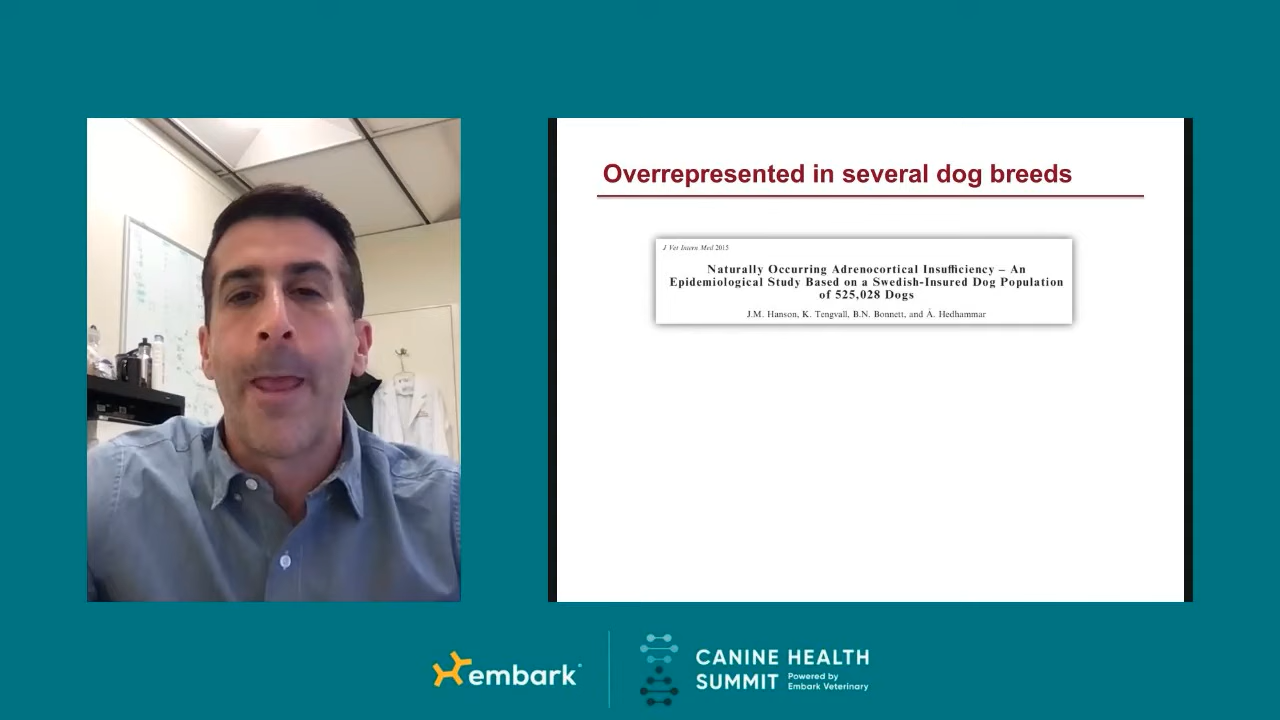 Overrepresented in several dog breeds
J Vet Intern Med 2015
Naturally Occurring Adrenocortical Insufficiency – An
Epidemiological Study Based on a Swedish-Insured Dog Population
of 525,028 Dogs
J.M. Hanson, K. Tengvall, B.N. Bonnett, and Å. Hedhammar
embark
CANINE HEALTH
SUMMIT
Powered by
Embark Veterinary